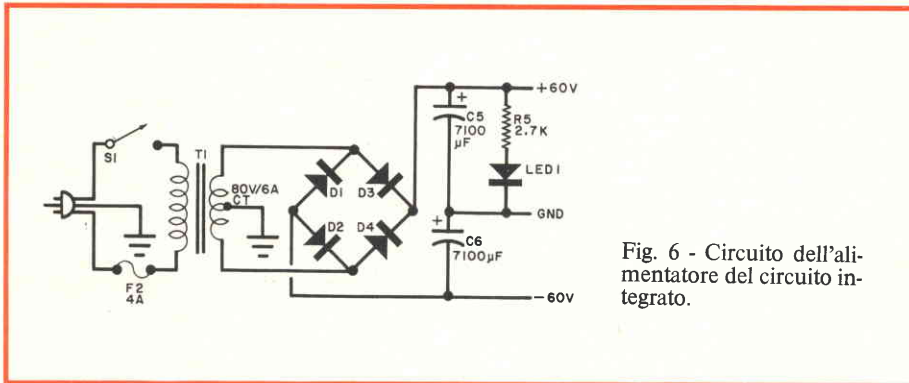 S1
F2
4A
T1
80V/6A
CT
D1
D3
D2
D4
+
C5
7100
µF
R5
2.7K
+60V
LED1
GND
+
C6
7100µF
-60V
Fig. 6 - Circuito dell'ali-
mentatore del circuito in-
tegrato.